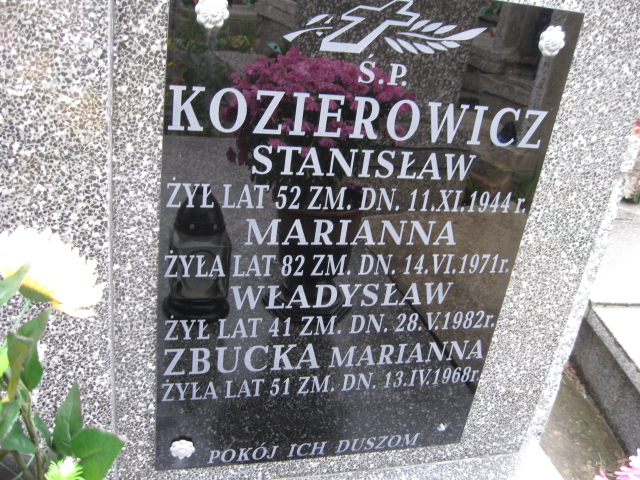 Ś.P.
KOZIEROWICZ
STANISŁAW
ŻYŁ LAT 52 ZM. DN. 11.XI.1944 r.
MARIANNA
ŻYŁA LAT 82 ZM. DN. 14.VI.1971r.
WŁADYSŁAW
ŻYŁ LAT 41 ZM. DN. 28.V.1982r.
ZBUCKA MARIANNA
ŻYŁA LAT 51 ZM. DN. 13.IV.1968r
POKÓJ ICH DUSZOM